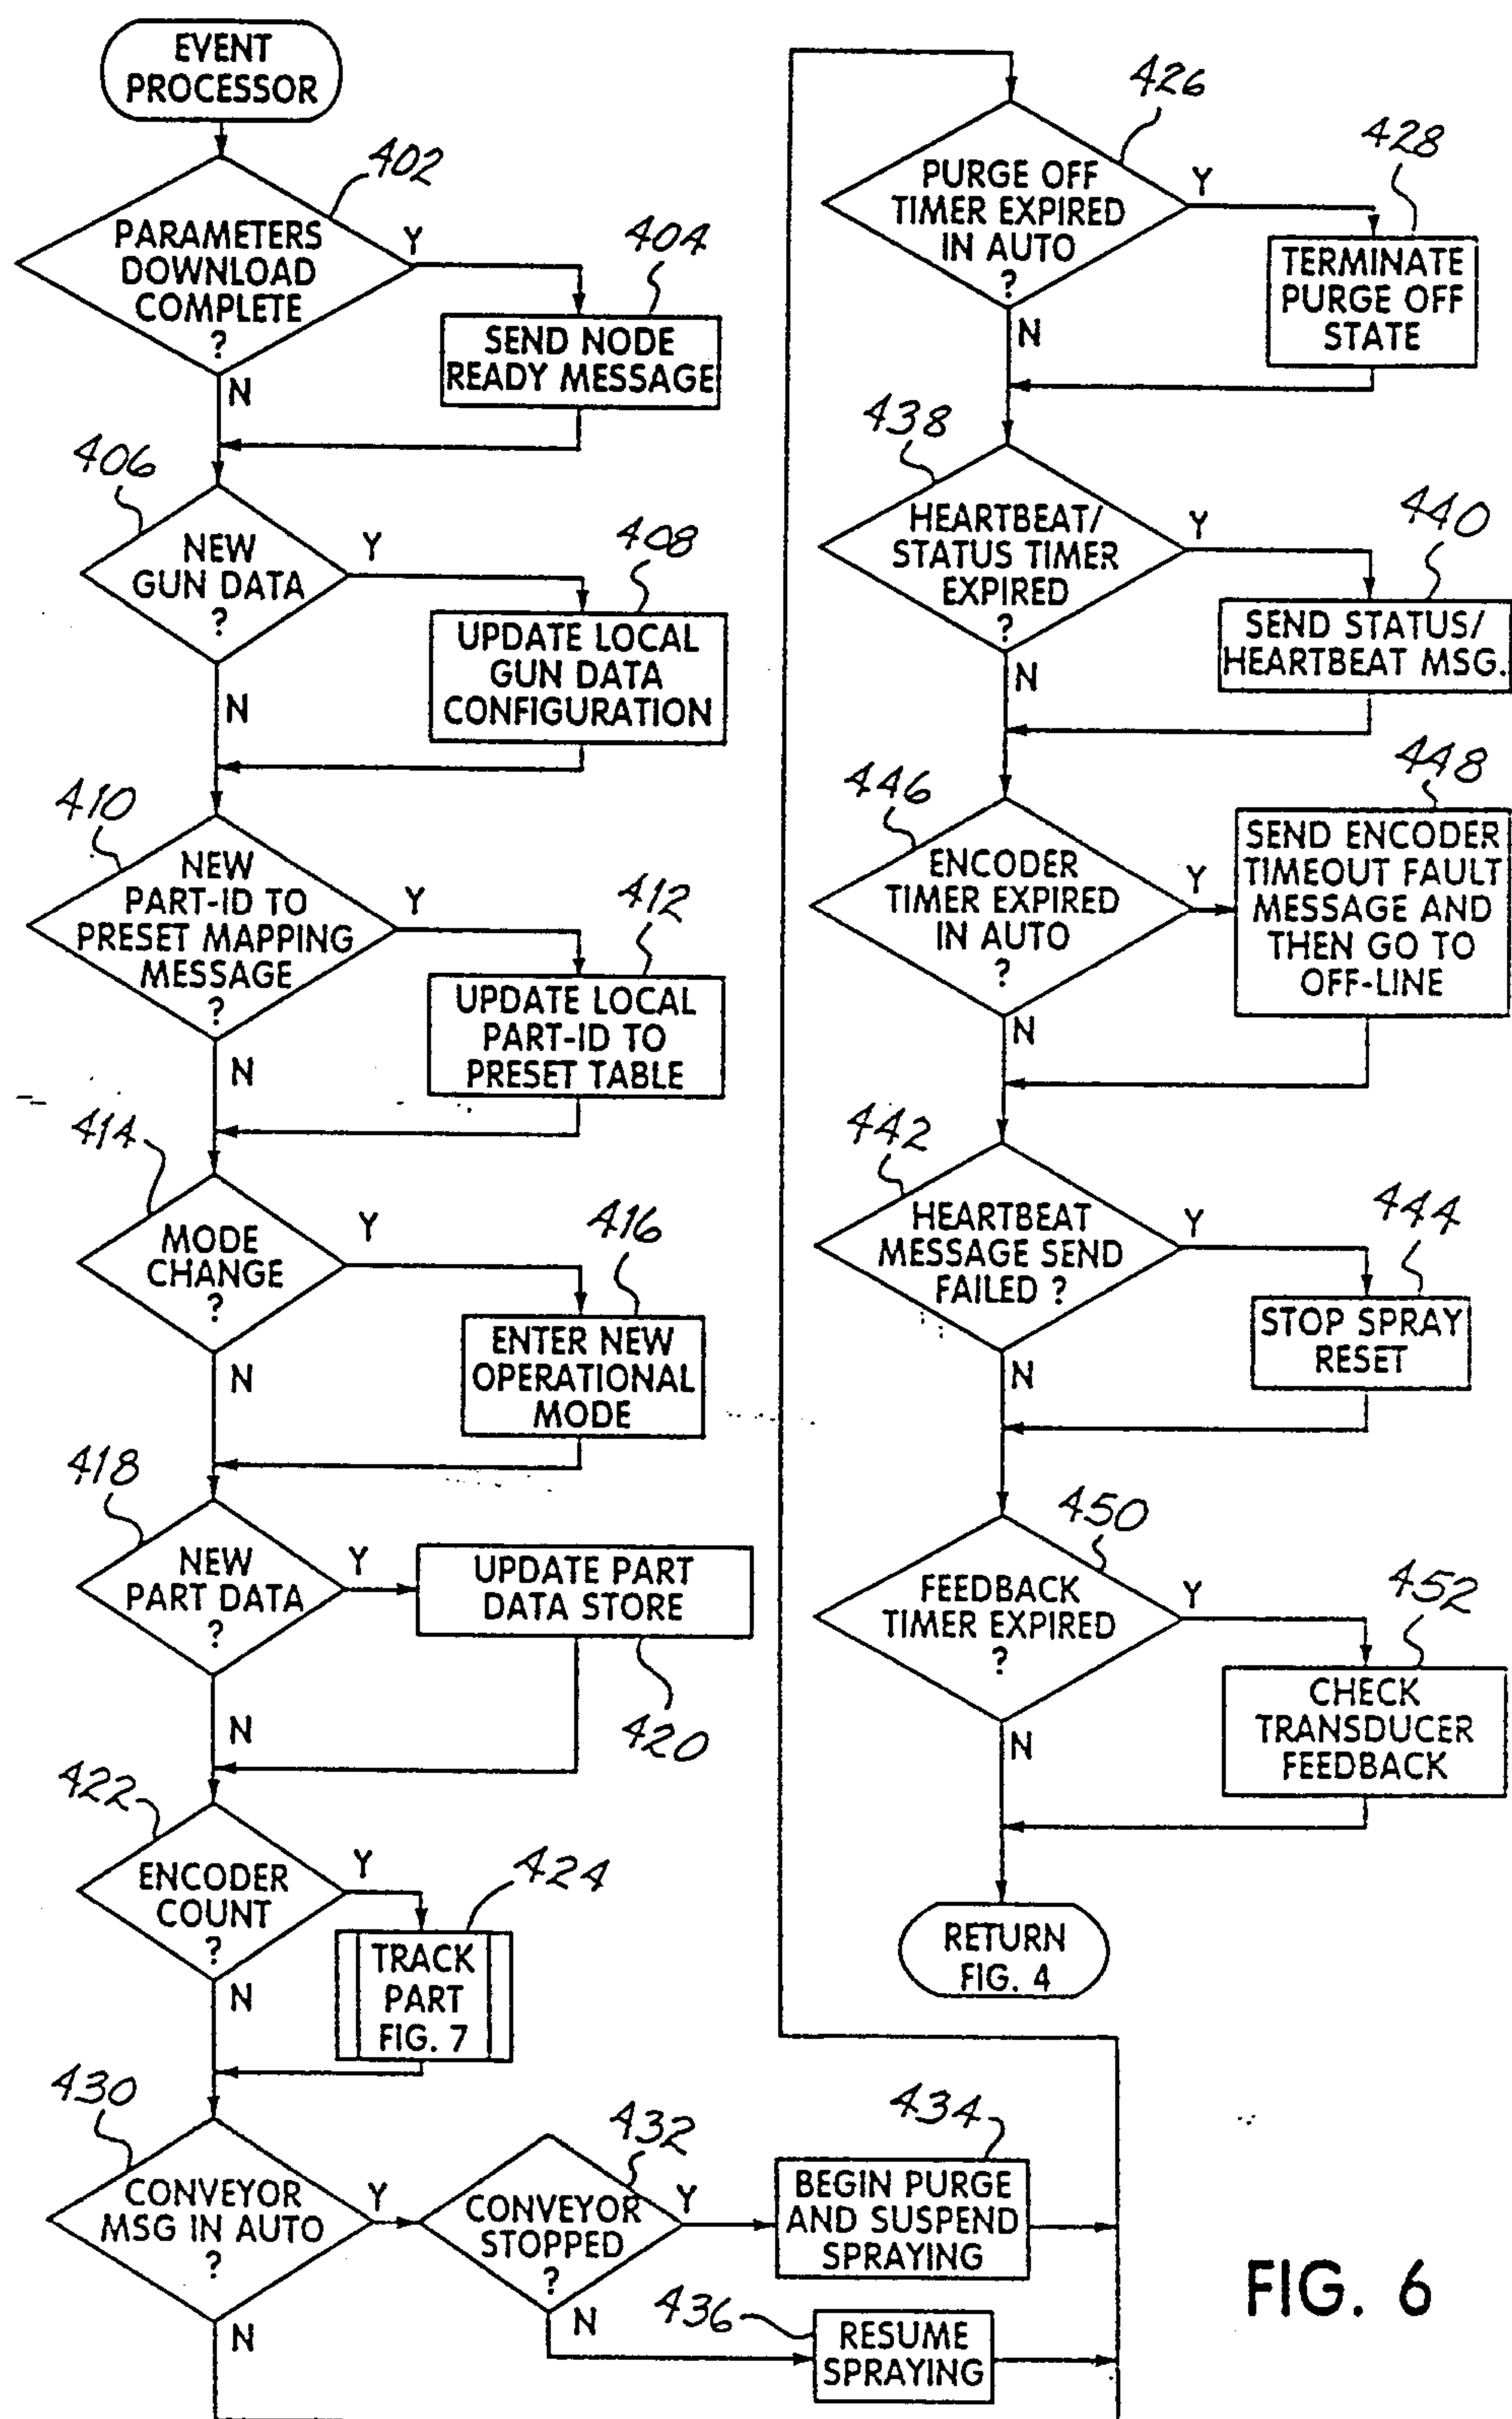 EVENT
PROCESSOR
402
PARAMETERS
DOWNLOAD
COMPLETE
?
Y
N
404
SEND NODE
READY MESSAGE
406
NEW
GUN DATA
?
Y
N
408
UPDATE LOCAL
GUN DATA
CONFIGURATION
410
NEW
PART-ID TO
PRESET MAPPING
MESSAGE
?
Y
N
412
UPDATE LOCAL
PART-ID TO
PRESET TABLE
414
MODE
CHANGE
?
Y
N
416
ENTER NEW
OPERATIONAL
MODE
418
NEW
PART DATA
?
Y
N
UPDATE PART
DATA STORE
420
422
ENCODER
COUNT
?
Y
N
424
TRACK
PART
FIG. 7
430
CONVEYOR
MSG IN AUTO
?
Y
N
432
CONVEYOR
STOPPED
?
Y
N
434
BEGIN PURGE
AND SUSPEND
SPRAYING
436
RESUME
SPRAYING
426
PURGE OFF
TIMER EXPIRED
IN AUTO
?
Y
N
428
TERMINATE
PURGE OFF
STATE
438
HEARTBEAT/
STATUS TIMER
EXPIRED
?
Y
N
440
SEND STATUS/
HEARTBEAT MSG.
446
ENCODER
TIMER EXPIRED
IN AUTO
?
Y
N
448
SEND ENCODER
TIMEOUT FAULT
MESSAGE AND
THEN GO TO
OFF-LINE
442
HEARTBEAT
MESSAGE SEND
FAILED ?
Y
N
444
STOP SPRAY
RESET
450
FEEDBACK
TIMER EXPIRED
?
Y
N
452
CHECK
TRANSDUCER
FEEDBACK
RETURN
FIG. 4
FIG. 6